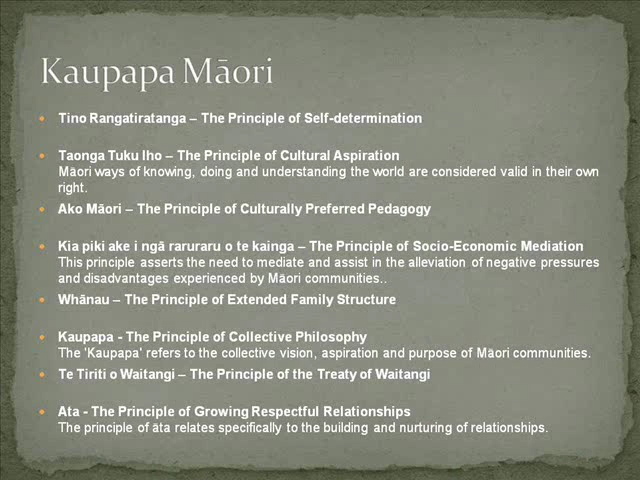 Kaupapa Māori
Tino Rangatiratanga – The Principle of Self-determination
Taonga Tuku Iho – The Principle of Cultural Aspiration
Māori ways of knowing, doing and understanding the world are considered valid in their own
right.
Ako Māori – The Principle of Culturally Preferred Pedagogy
Kia piki ake i ngā raruraru o te kainga – The Principle of Socio-Economic Mediation
This principle asserts the need to mediate and assist in the alleviation of negative pressures
and disadvantages experienced by Māori communities..
Whānau – The Principle of Extended Family Structure
Kaupapa - The Principle of Collective Philosophy
The 'Kaupapa' refers to the collective vision, aspiration and purpose of Māori communities.
Te Tiriti o Waitangi – The Principle of the Treaty of Waitangi
Ata - The Principle of Growing Respectful Relationships
The principle of āta relates specifically to the building and nurturing of relationships.